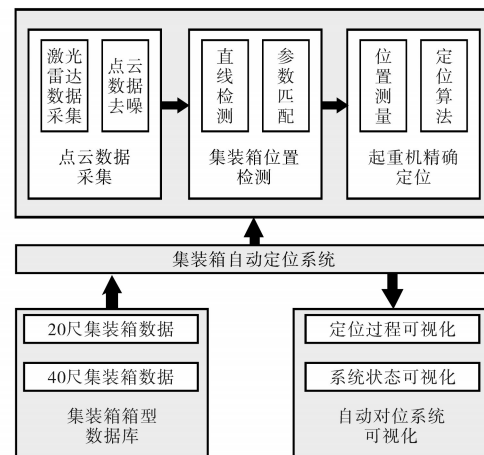 激光
雷达
数据
采集
点云
数据
去噪
点云数据
采集
直线检测
参数匹配
集装箱位置
检测
位置测量
定位算法
起重机精确
定位
集装箱自动定位系统
20尺集装箱数据
40尺集装箱数据
集装箱箱型
数据库
定位过程可视化
系统状态可视化
自动对位系统
可视化